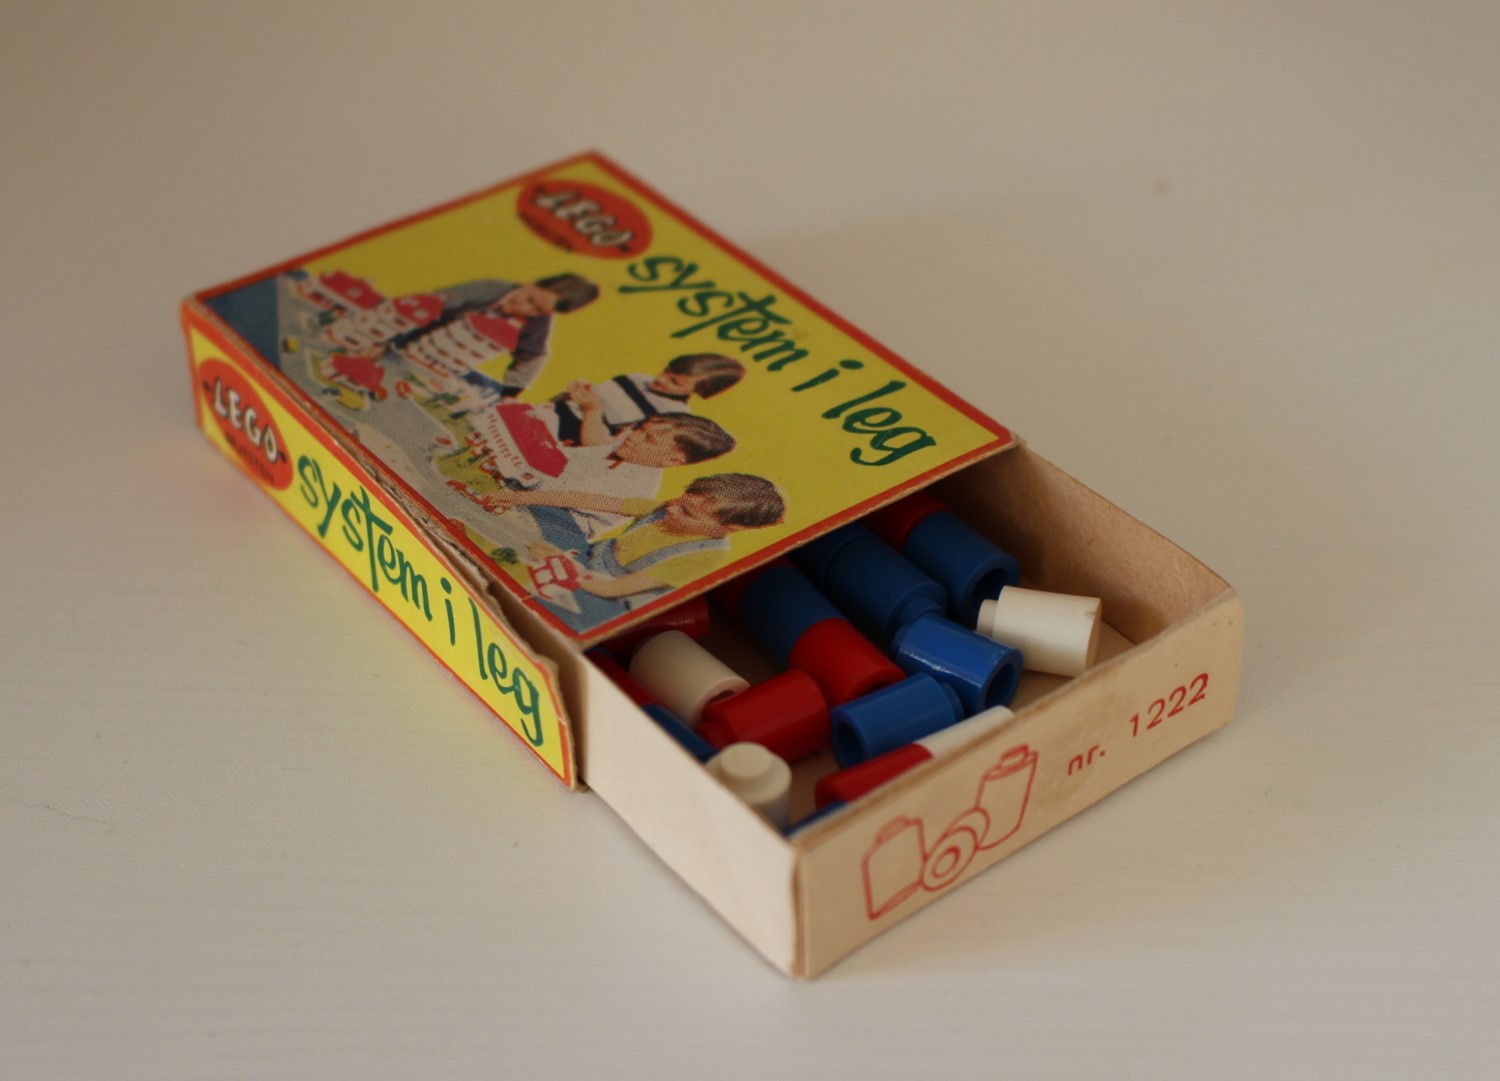 LEGO
system i leg
LEGO
system i leg
nr. 1222